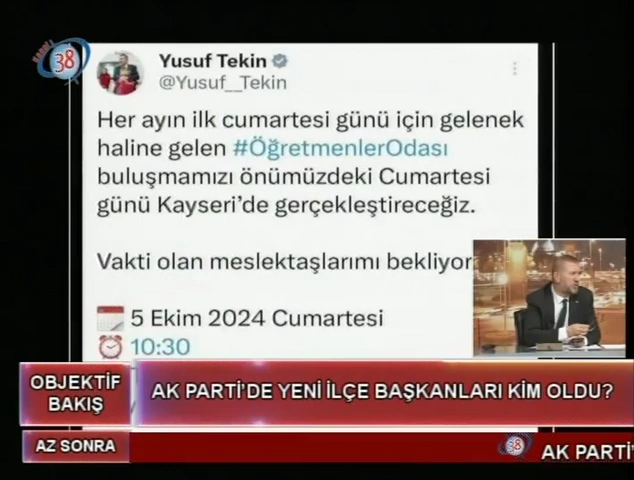 KANAL 38
Yusuf Tekin
@Yusuf__Tekin
Her ayın ilk cumartesi günü için gelenek
haline gelen #ÖğretmenlerOdası
buluşmamızı önümüzdeki Cumartesi
günü Kayseri'de gerçekleştireceğiz.
Vakti olan meslektaşlarımı bekliyor
5 Ekim 2024 Cumartesi
10:30
OBJEKTİF
BAKIŞ
AK PARTİ'DE YENİ İLÇE BAŞKANLARI KİM OLDU?
AZ SONRA
38
AK PARTİ'